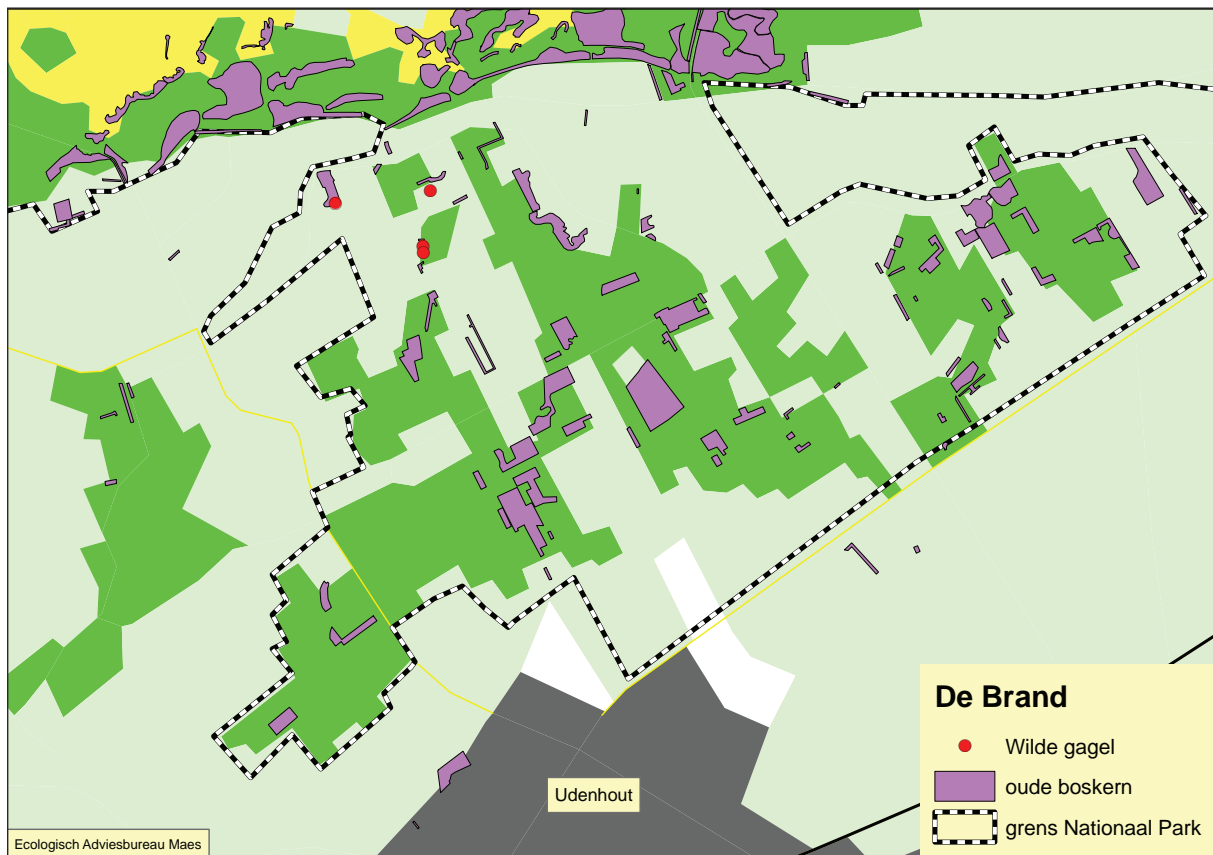 De Brand
Wilde gagel
oude boskern
grens Nationaal Park
Udenhout
Ecologisch Adviesbureau Maes